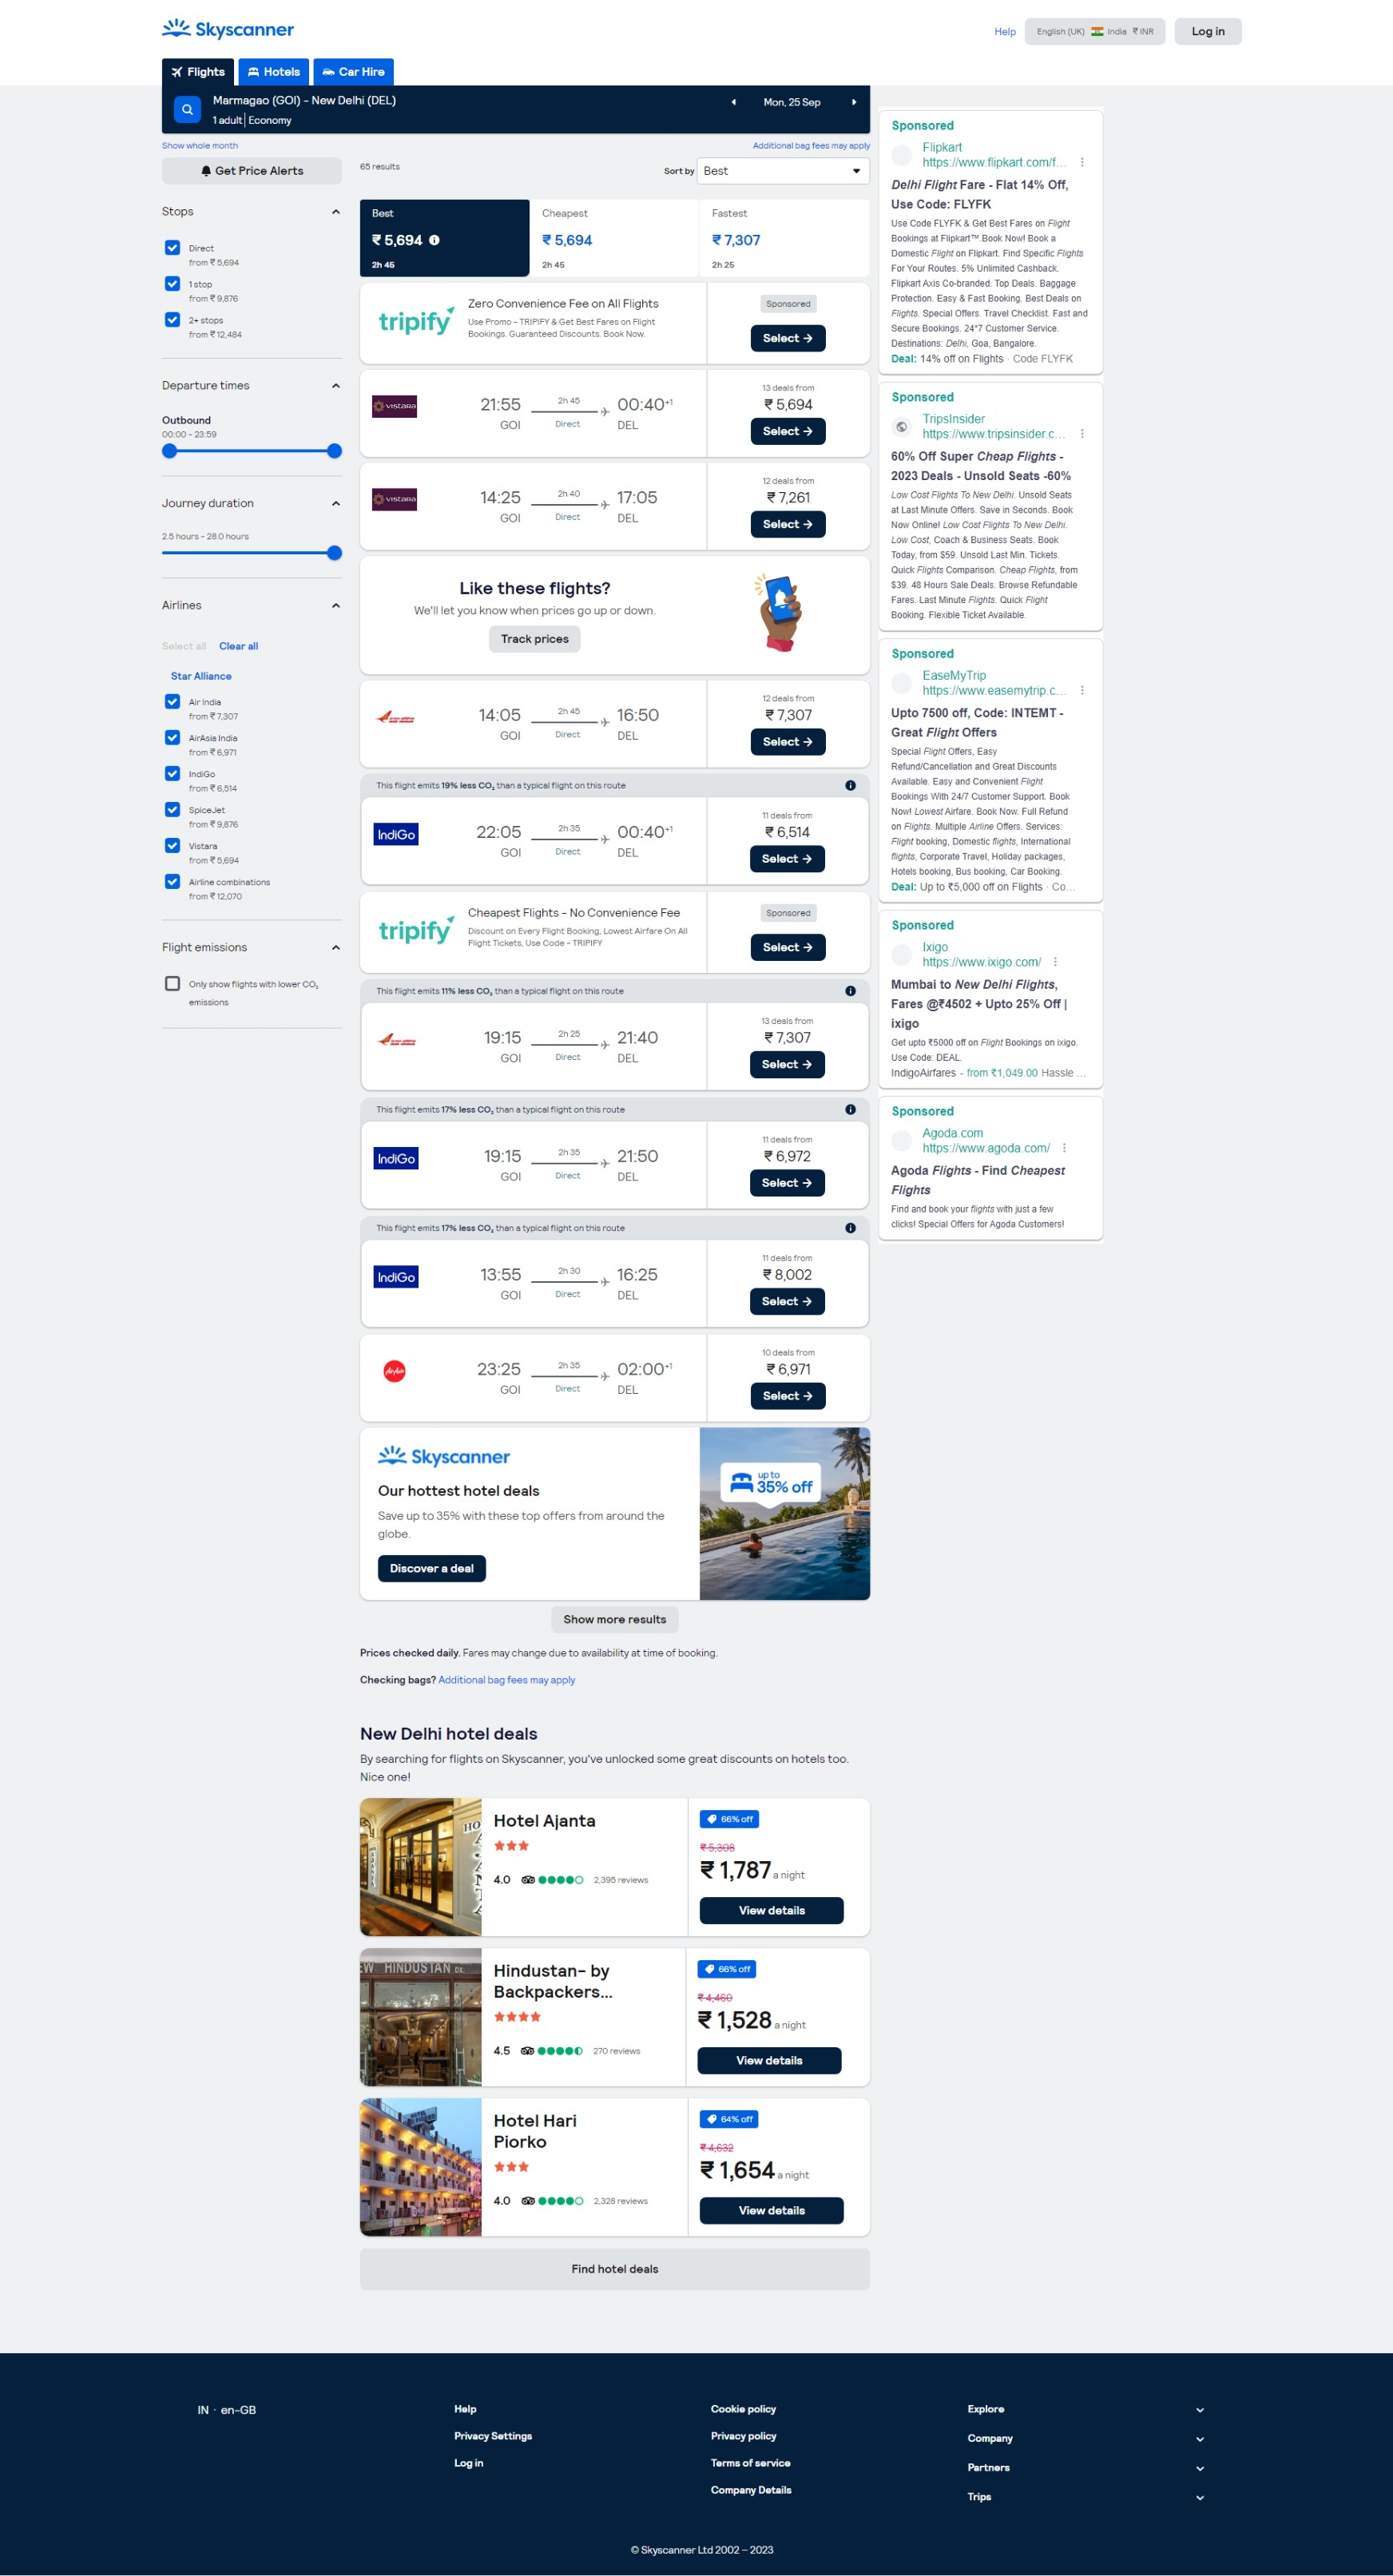 Skyscanner
Help
English (UK) India ₹ INR
Log in
Flights
Hotels
Car Hire
Marmagao (GOI) - New Delhi (DEL)
1 adult | Economy
Mon, 25 Sep
Show whole month
Additional bag fees may apply
Get Price Alerts
65 results
Sort by
Best
Stops
Direct
from ₹ 5,694
1 stop
from ₹ 9,876
2+ stops
from ₹ 12,484
Departure times
Outbound
00:00 - 23:59
Journey duration
2.5 hours - 28.0 hours
Airlines
Select all Clear all
Star Alliance
Air India
from ₹ 7,307
AirAsia India
from ₹ 6,971
IndiGo
from ₹ 6,514
SpiceJet
from ₹ 9,876
Vistara
from ₹ 5,694
Airline combinations
from ₹ 12,070
Flight emissions
Only show flights with lower CO₂
emissions
Best
₹ 5,694
2h 45
Cheapest
₹ 5,694
2h 45
Fastest
₹ 7,307
2h 25
tripify
Zero Convenience Fee on All Flights
Use Promo - TRIPIFY & Get Best Fares on Flight
Bookings. Guaranteed Discounts. Book Now.
Sponsored
Select →
VISTARA
21:55 2h 45 00:40+1
GOI Direct DEL
13 deals from
₹ 5,694
Select →
VISTARA
14:25 2h 40 17:05
GOI Direct DEL
12 deals from
₹ 7,261
Select →
Like these flights?
We'll let you know when prices go up or down.
Track prices
14:05 2h 45 16:50
GOI Direct DEL
12 deals from
₹ 7,307
Select →
This flight emits 19% less CO₂ than a typical flight on this route
IndiGo
22:05 2h 35 00:40+1
GOI Direct DEL
11 deals from
₹ 6,514
Select →
tripify
Cheapest Flights - No Convenience Fee
Discount on Every Flight Booking, Lowest Airfare On All
Flight Tickets, Use Code - TRIPIFY
Sponsored
Select →
This flight emits 11% less CO₂ than a typical flight on this route
19:15 2h 25 21:40
GOI Direct DEL
13 deals from
₹ 7,307
Select →
This flight emits 17% less CO₂ than a typical flight on this route
IndiGo
19:15 2h 35 21:50
GOI Direct DEL
11 deals from
₹ 6,972
Select →
This flight emits 17% less CO₂ than a typical flight on this route
IndiGo
13:55 2h 30 16:25
GOI Direct DEL
11 deals from
₹ 8,002
Select →
AirAsia
23:25 2h 35 02:00+1
GOI Direct DEL
10 deals from
₹ 6,971
Select →
Skyscanner
Our hottest hotel deals
Save up to 35% with these top offers from around the
globe.
Discover a deal
up to
35% off
Show more results
Prices checked daily. Fares may change due to availability at time of booking.
Checking bags? Additional bag fees may apply
New Delhi hotel deals
By searching for flights on Skyscanner, you've unlocked some great discounts on hotels too.
Nice one!
Hotel Ajanta
4.0 2,395 reviews
66% off
₹ 5,308
₹ 1,787 a night
View details
HINDUSTAN
Hindustan- by
Backpackers...
4.5 270 reviews
66% off
₹ 4,460
₹ 1,528 a night
View details
Hotel Hari
Piorko
4.0 2,328 reviews
64% off
₹ 4,632
₹ 1,654 a night
View details
Find hotel deals
Sponsored
Flipkart
https://www.flipkart.com/f...
Delhi Flight Fare - Flat 14% Off,
Use Code: FLYFK
Use Code FLYFK & Get Best Fares on Flight
Bookings at Flipkart™.Book Now! Book a
Domestic Flight on Flipkart. Find Specific Flights
For Your Routes. 5% Unlimited Cashback.
Flipkart Axis Co-branded. Top Deals. Baggage
Protection. Easy & Fast Booking. Best Deals on
Flights. Special Offers. Travel Checklist. Fast and
Secure Bookings. 24*7 Customer Service.
Destinations: Delhi, Goa, Bangalore.
Deal: 14% off on Flights · Code FLYFK
Sponsored
TripsInsider
https://www.tripsinsider.c...
60% Off Super Cheap Flights -
2023 Deals - Unsold Seats -60%
Low Cost Flights To New Delhi. Unsold Seats
at Last Minute Offers. Save in Seconds. Book
Now Online! Low Cost Flights To New Delhi.
Low Cost, Coach & Business Seats. Book
Today, from $59. Unsold Last Min. Tickets.
Quick Flights Comparison. Cheap Flights, from
$39. 48 Hours Sale Deals. Browse Refundable
Fares. Last Minute Flights. Quick Flight
Booking. Flexible Ticket Available.
Sponsored
EaseMyTrip
https://www.easemytrip.c...
Upto 7500 off, Code: INTEMT -
Great Flight Offers
Special Flight Offers, Easy
Refund/Cancellation and Great Discounts
Available. Easy and Convenient Flight
Bookings With 24/7 Customer Support. Book
Now! Lowest Airfare. Book Now. Full Refund
on Flights. Multiple Airline Offers. Services:
Flight booking, Domestic flights, International
flights, Corporate Travel, Holiday packages,
Hotels booking, Bus booking, Car Booking.
Deal: Up to ₹5,000 off on Flights · Co...
Sponsored
Ixigo
https://www.ixigo.com/
Mumbai to New Delhi Flights,
Fares @₹4502 + Upto 25% Off |
ixigo
Get upto ₹5000 off on Flight Bookings on ixigo.
Use Code: DEAL.
IndigoAirfares - from ₹1,049.00 Hassle ...
Sponsored
Agoda.com
https://www.agoda.com/
Agoda Flights - Find Cheapest
Flights
Find and book your flights with just a few
clicks! Special Offers for Agoda Customers!
IN · en-GB
Help
Privacy Settings
Log in
Cookie policy
Privacy policy
Terms of service
Company Details
Explore
Company
Partners
Trips
© Skyscanner Ltd 2002 – 2023